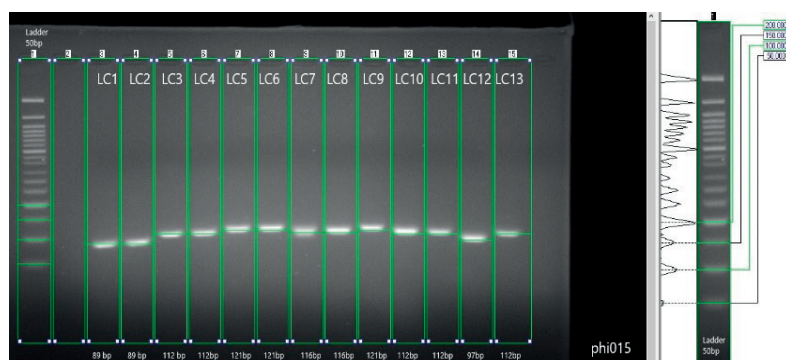 Ladder
50bp
1 2 3 4 5 6 7 8 9 10 11 12 13 14 15
LC1 LC2 LC3 LC4 LC5 LC6 LC7 LC8 LC9 LC10 LC11 LC12 LC13
89 bp 89 bp 112 bp 112bp 121bp 121bp 116bp 116bp 121bp 112bp 112bp 97bp 112bp
phi015
1
200.000
150.000
100.000
50.000
Ladder
50bp